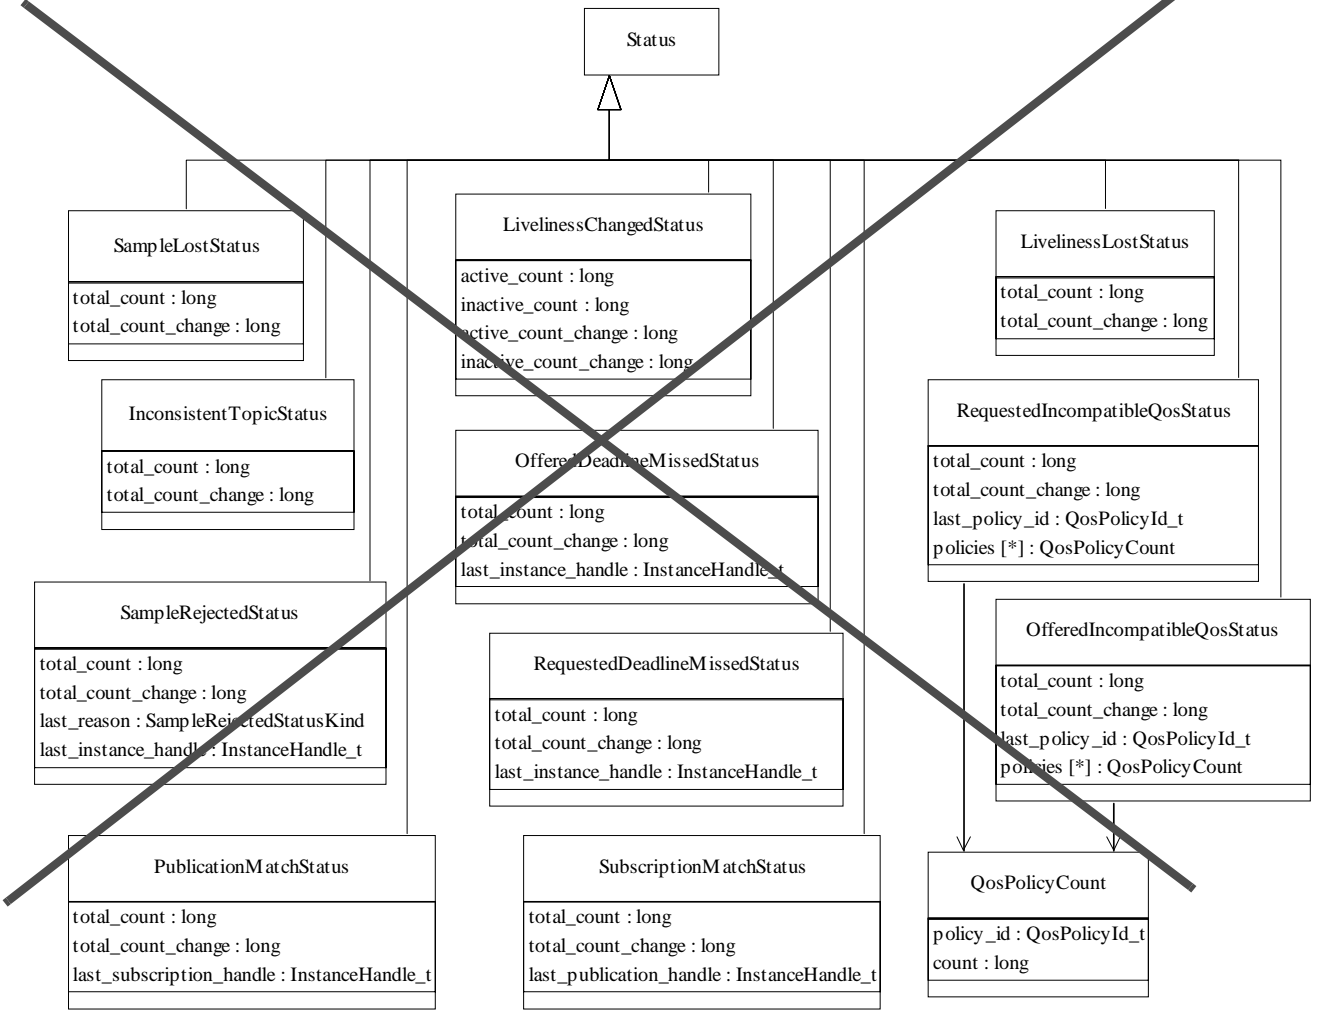 Status
SampleLostStatus
total_count : long
total_count_change : long
LivelinessChangedStatus
active_count : long
inactive_count : long
active_count_change : long
inactive_count_change : long
LivelinessLostStatus
total_count : long
total_count_change : long
InconsistentTopicStatus
total_count : long
total_count_change : long
OfferedDeadlineMissedStatus
total_count : long
total_count_change : long
last_instance_handle : InstanceHandle_t
RequestedIncompatibleQosStatus
total_count : long
total_count_change : long
last_policy_id : QosPolicyId_t
policies [*] : QosPolicyCount
SampleRejectedStatus
total_count : long
total_count_change : long
last_reason : SampleRejectedStatusKind
last_instance_handle : InstanceHandle_t
RequestedDeadlineMissedStatus
total_count : long
total_count_change : long
last_instance_handle : InstanceHandle_t
OfferedIncompatibleQosStatus
total_count : long
total_count_change : long
last_policy_id : QosPolicyId_t
policies [*] : QosPolicyCount
PublicationMatchStatus
total_count : long
total_count_change : long
last_subscription_handle : InstanceHandle_t
SubscriptionMatchStatus
total_count : long
total_count_change : long
last_publication_handle : InstanceHandle_t
QosPolicyCount
policy_id : QosPolicyId_t
count : long